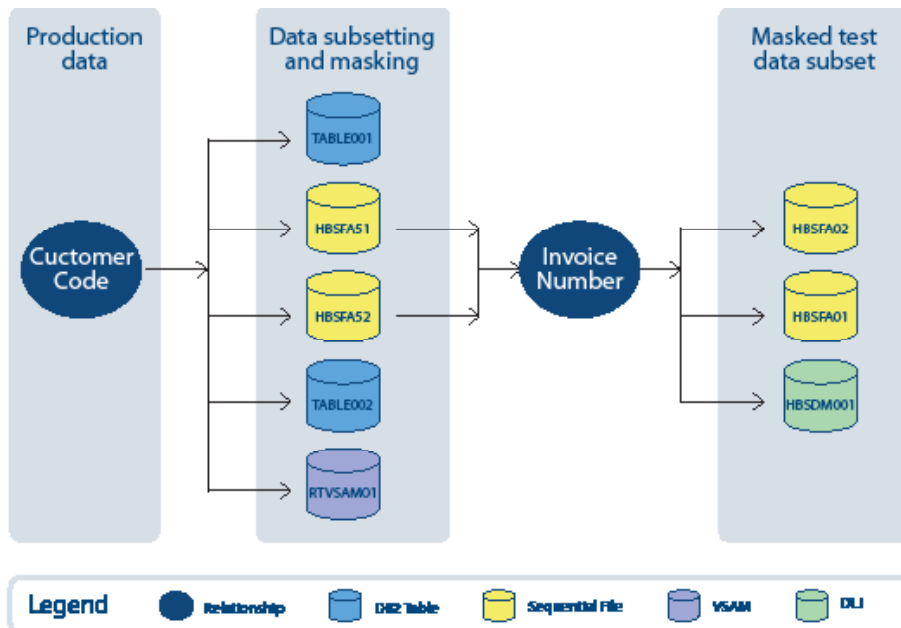 Production
data
Data subsetting
and masking
Masked test
data subset
TABLE001
HBSFA51
HBSFA52
TABLE002
RTVSAM01
Cuctomer
Code
Invoice
Number
HBSFA02
HBSFA01
HBSDM001
Legend
Relationship
DB2 Table
Sequential File
VSAM
DL1